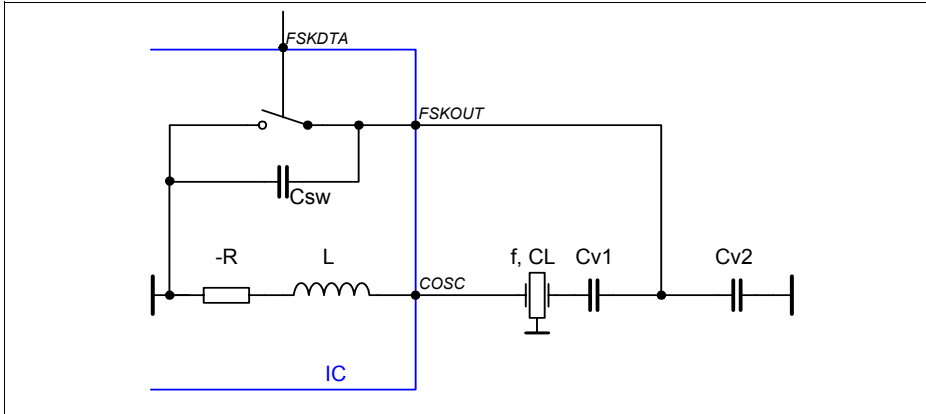 FSKDTA
FSKOUT
Csw
-R
L
COSC
f, CL
Cv1
Cv2
IC